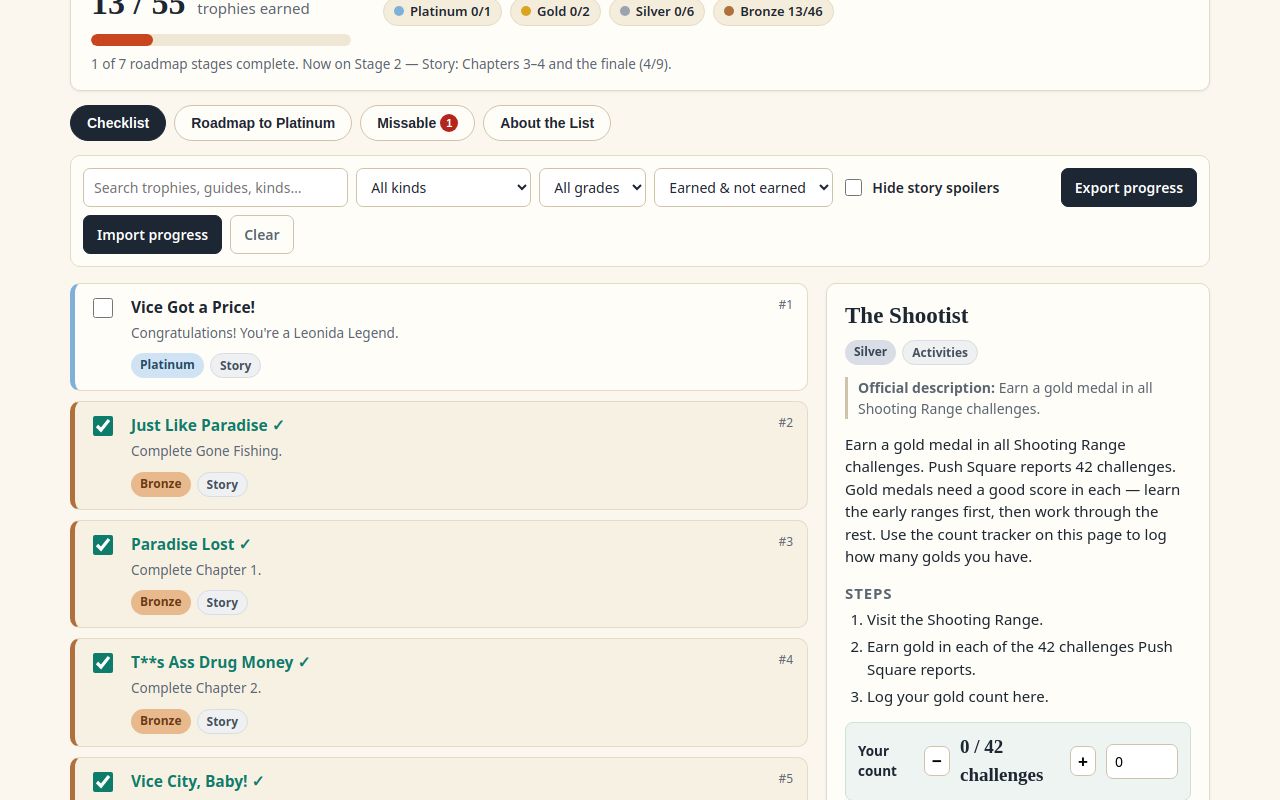 13 / 55 trophies earned
Platinum 0/1
Gold 0/2
Silver 0/6
Bronze 13/46
1 of 7 roadmap stages complete. Now on Stage 2 — Story: Chapters 3–4 and the finale (4/9).
Checklist
Roadmap to Platinum
Missable 1
About the List
Search trophies, guides, kinds...
All kinds
All grades
Earned & not earned
Hide story spoilers
Export progress
Import progress
Clear
Vice Got a Price!
#1
Congratulations! You're a Leonida Legend.
Platinum
Story
Just Like Paradise ✓
#2
Complete Gone Fishing.
Bronze
Story
Paradise Lost ✓
#3
Complete Chapter 1.
Bronze
Story
T**s Ass Drug Money ✓
#4
Complete Chapter 2.
Bronze
Story
Vice City, Baby! ✓
#5
The Shootist
Silver
Activities
Official description: Earn a gold medal in all
Shooting Range challenges.
Earn a gold medal in all Shooting Range
challenges. Push Square reports 42 challenges.
Gold medals need a good score in each — learn
the early ranges first, then work through the
rest. Use the count tracker on this page to log
how many golds you have.
STEPS
1. Visit the Shooting Range.
2. Earn gold in each of the 42 challenges Push
Square reports.
3. Log your gold count here.
Your
count
−
0 / 42
challenges
+
0